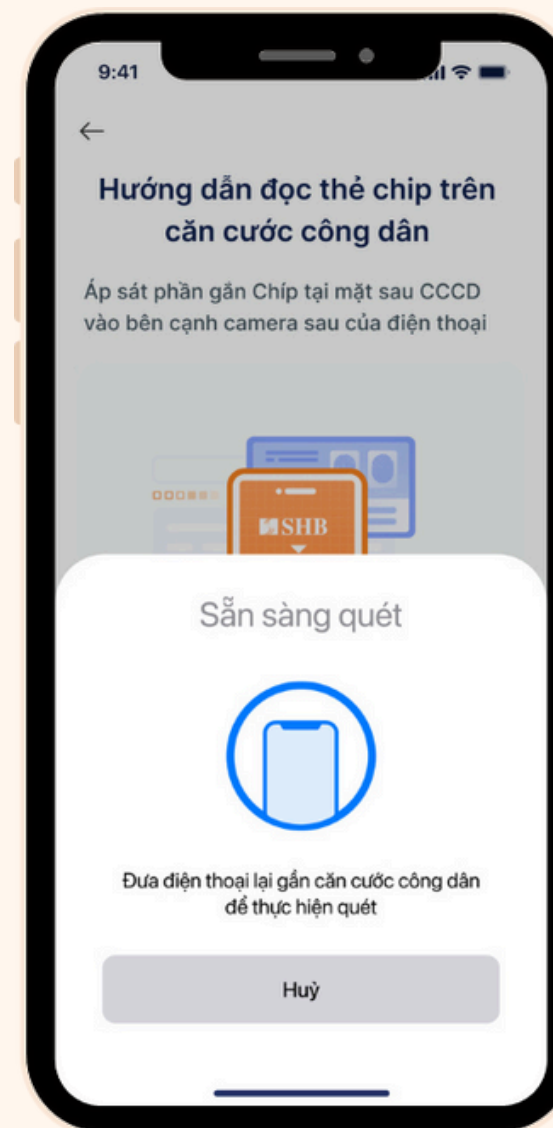 9:41
Hướng dẫn đọc thẻ chip trên
căn cước công dân
Áp sát phần gắn Chíp tại mặt sau CCCD
vào bên cạnh camera sau của điện thoại
SHB
Sẵn sàng quét
Đưa điện thoại lại gần căn cước công dân
để thực hiện quét
Huỷ